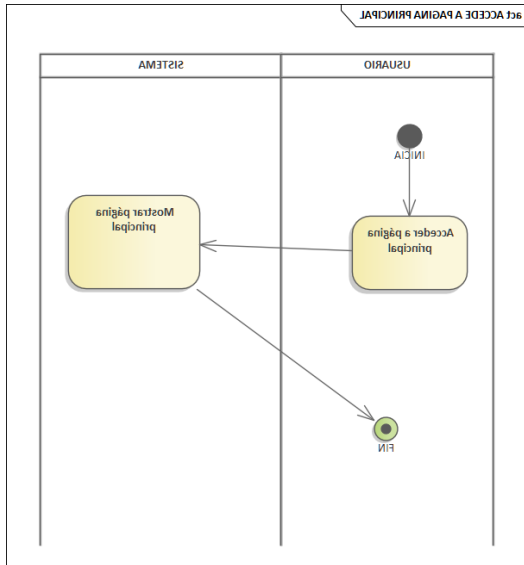 act ACCEDE A PAGINA PRINCIPAL
USUARIO
SISTEMA
INICIA
Acceder a página
principal
Mostrar página
principal
FIN